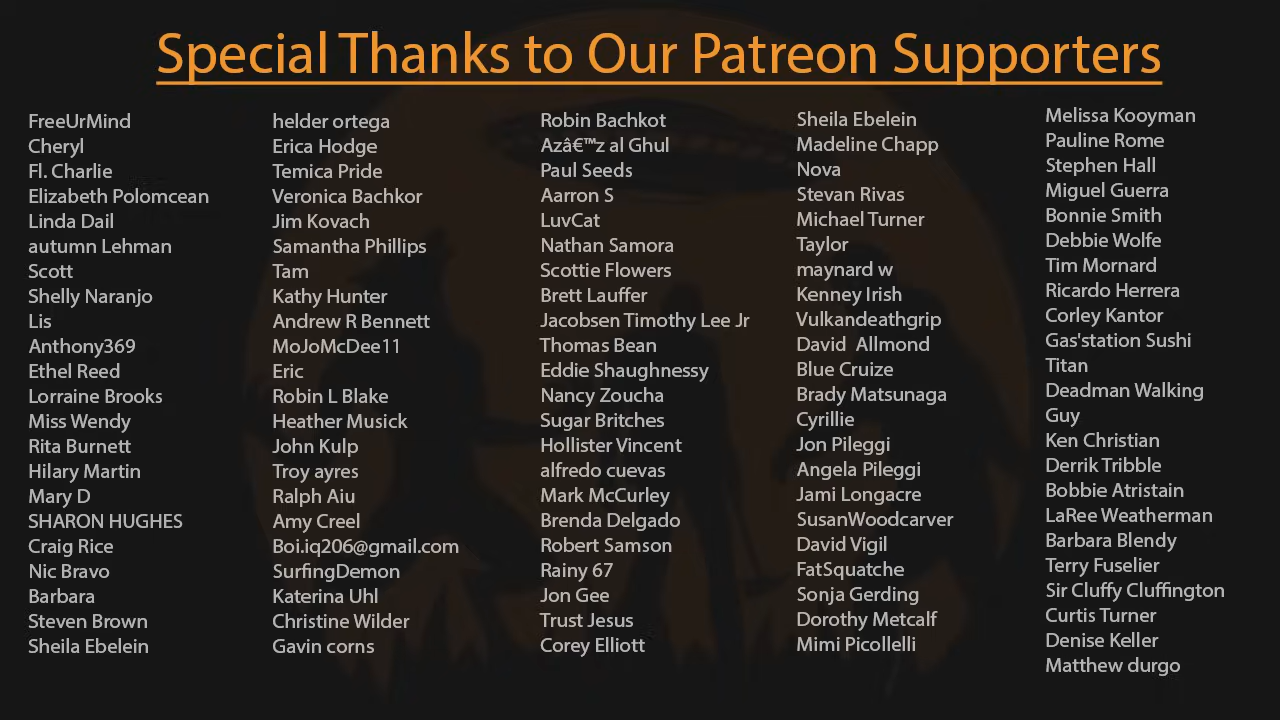 Special Thanks to Our Patreon Supporters
FreeUrMind
Cheryl
Fl. Charlie
Elizabeth Polomcean
Linda Dail
autumn Lehman
Scott
Shelly Naranjo
Lis
Anthony369
Ethel Reed
Lorraine Brooks
Miss Wendy
Rita Burnett
Hilary Martin
Mary D
SHARON HUGHES
Craig Rice
Nic Bravo
Barbara
Steven Brown
Sheila Ebelein
helder ortega
Erica Hodge
Temica Pride
Veronica Bachkor
Jim Kovach
Samantha Phillips
Tam
Kathy Hunter
Andrew R Bennett
MoJoMcDee11
Eric
Robin L Blake
Heather Musick
John Kulp
Troy ayres
Ralph Aiu
Amy Creel
Boi.iq206@gmail.com
SurfingDemon
Katerina Uhl
Christine Wilder
Gavin corns
Robin Bachkot
Azâ€™z al Ghul
Paul Seeds
Aarron S
LuvCat
Nathan Samora
Scottie Flowers
Brett Lauffer
Jacobsen Timothy Lee Jr
Thomas Bean
Eddie Shaughnessy
Nancy Zoucha
Sugar Britches
Hollister Vincent
alfredo cuevas
Mark McCurley
Brenda Delgado
Robert Samson
Rainy 67
Jon Gee
Trust Jesus
Corey Elliott
Sheila Ebelein
Madeline Chapp
Nova
Stevan Rivas
Michael Turner
Taylor
maynard w
Kenney Irish
Vulkandeathgrip
David  Allmond
Blue Cruize
Brady Matsunaga
Cyrillie
Jon Pileggi
Angela Pileggi
Jami Longacre
SusanWoodcarver
David Vigil
FatSquatche
Sonja Gerding
Dorothy Metcalf
Mimi Picollelli
Melissa Kooyman
Pauline Rome
Stephen Hall
Miguel Guerra
Bonnie Smith
Debbie Wolfe
Tim Mornard
Ricardo Herrera
Corley Kantor
Gas'station Sushi
Titan
Deadman Walking
Guy
Ken Christian
Derrik Tribble
Bobbie Atristain
LaRee Weatherman
Barbara Blendy
Terry Fuselier
Sir Cluffy Cluffington
Curtis Turner
Denise Keller
Matthew durgo